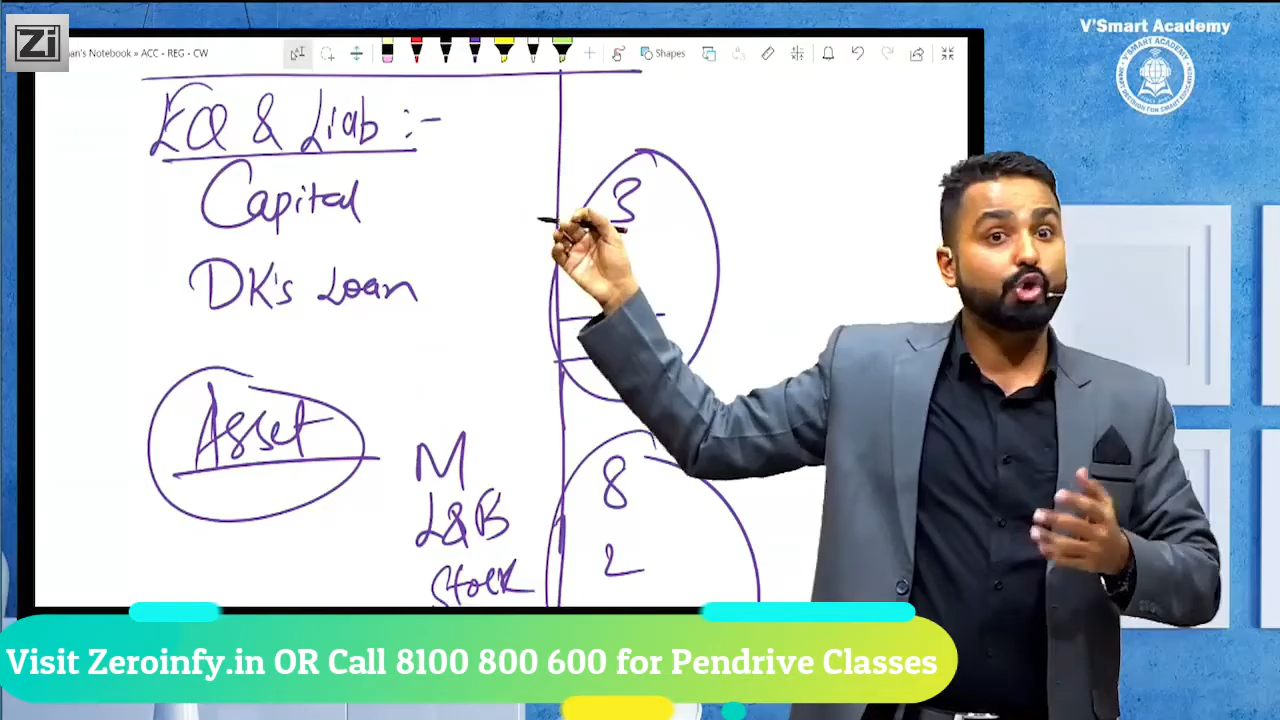 Zi
V'Smart Academy
an's Notebook » ACC - REG - CW
Shapes
EQ & Liab :-
Capital
3
DK's Loan
Asset
M
8
L&B
2
Stock
Visit Zeroinfy.in OR Call 8100 800 600 for Pendrive Classes